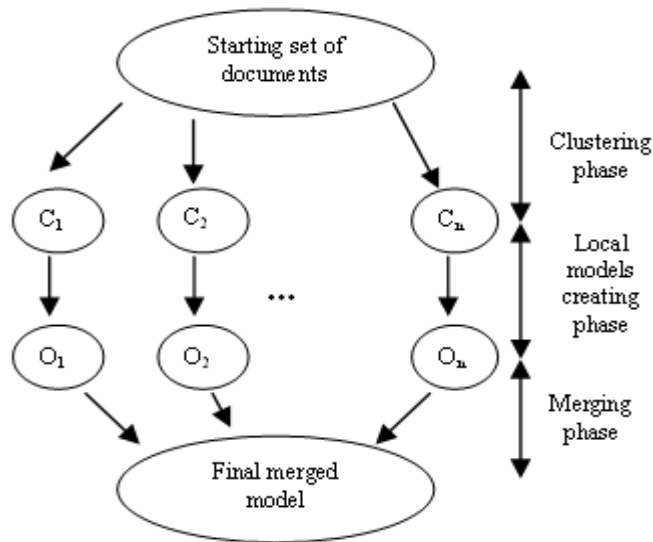 Starting set of
documents
Clustering
phase
C₁
C₂
Cₙ
Local
models
creating
phase
...
O₁
O₂
Oₙ
Merging
phase
Final merged
model